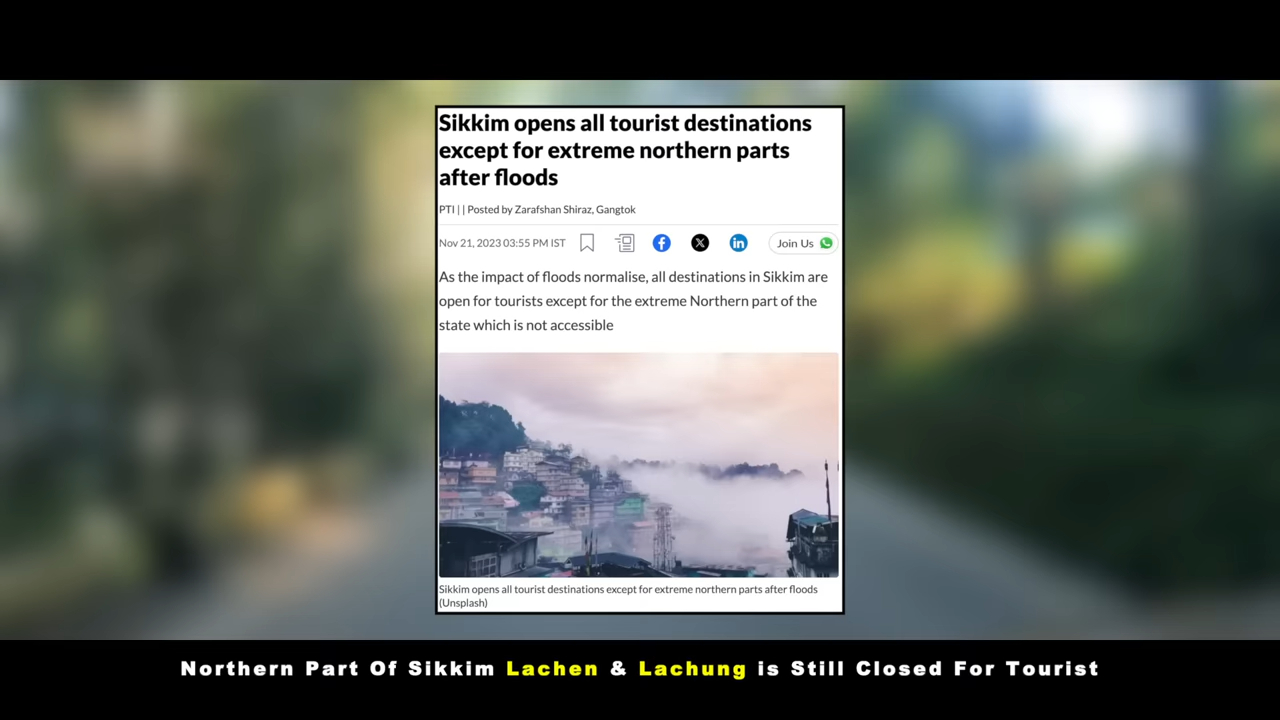 Sikkim opens all tourist destinations
except for extreme northern parts
after floods
PTI | | Posted by Zarafshan Shiraz, Gangtok
Nov 21, 2023 03:55 PM IST
Join Us
As the impact of floods normalise, all destinations in Sikkim are
open for tourists except for the extreme Northern part of the
state which is not accessible
Sikkim opens all tourist destinations except for extreme northern parts after floods
(Unsplash)
Northern Part Of Sikkim Lachen & Lachung is Still Closed For Tourist